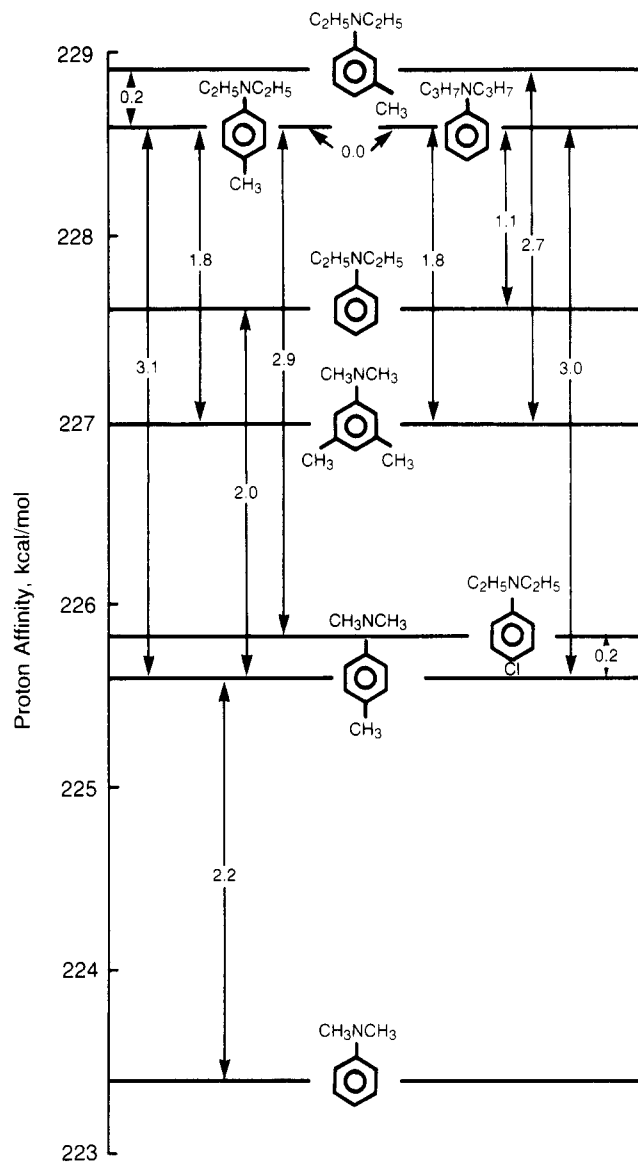 C₂H₅NC₂H₅
229
C₂H₅NC₂H₅
C₃H₇NC₃H₇
0.2
CH₃
0.0
CH₃
1.1
228
C₂H₅NC₂H₅
1.8
1.8
2.7
2.9
3.1
3.0
CH₃NCH₃
227
CH₃
CH₃
2.0
C₂H₅NC₂H₅
226
CH₃NCH₃
0.2
Cl
CH₃
Proton Affinity, kcal/mol
225
2.2
224
CH₃NCH₃
223